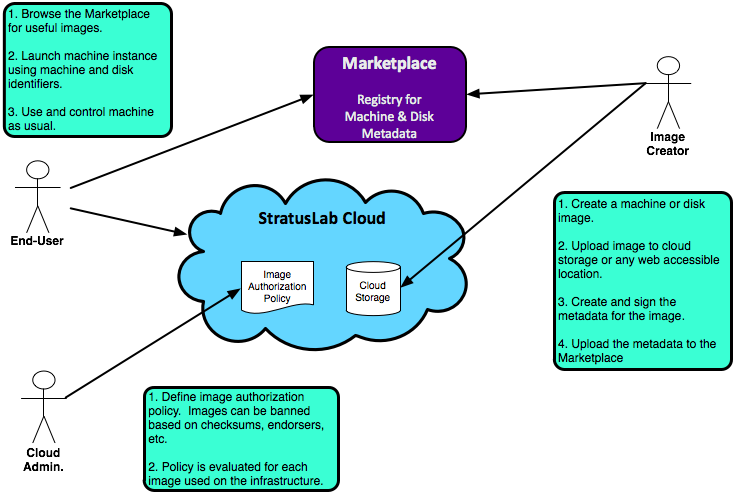 1. Browse the Marketplace
for useful images.
2. Launch machine instance
using machine and disk
identifiers.
3. Use and control machine
as usual.
Marketplace
Registry for
Machine & Disk
Metadata
Image
Creator
End-User
StratusLab Cloud
Image
Authorization
Policy
Cloud
Storage
1. Create a machine or disk
image.
2. Upload image to cloud
storage or any web accessible
location.
3. Create and sign the
metadata for the image.
4. Upload the metadata to the
Marketplace
Cloud
Admin.
1. Define image authorization
policy.  Images can be banned
based on checksums, endorsers,
etc.
2. Policy is evaluated for each
image used on the infrastructure.